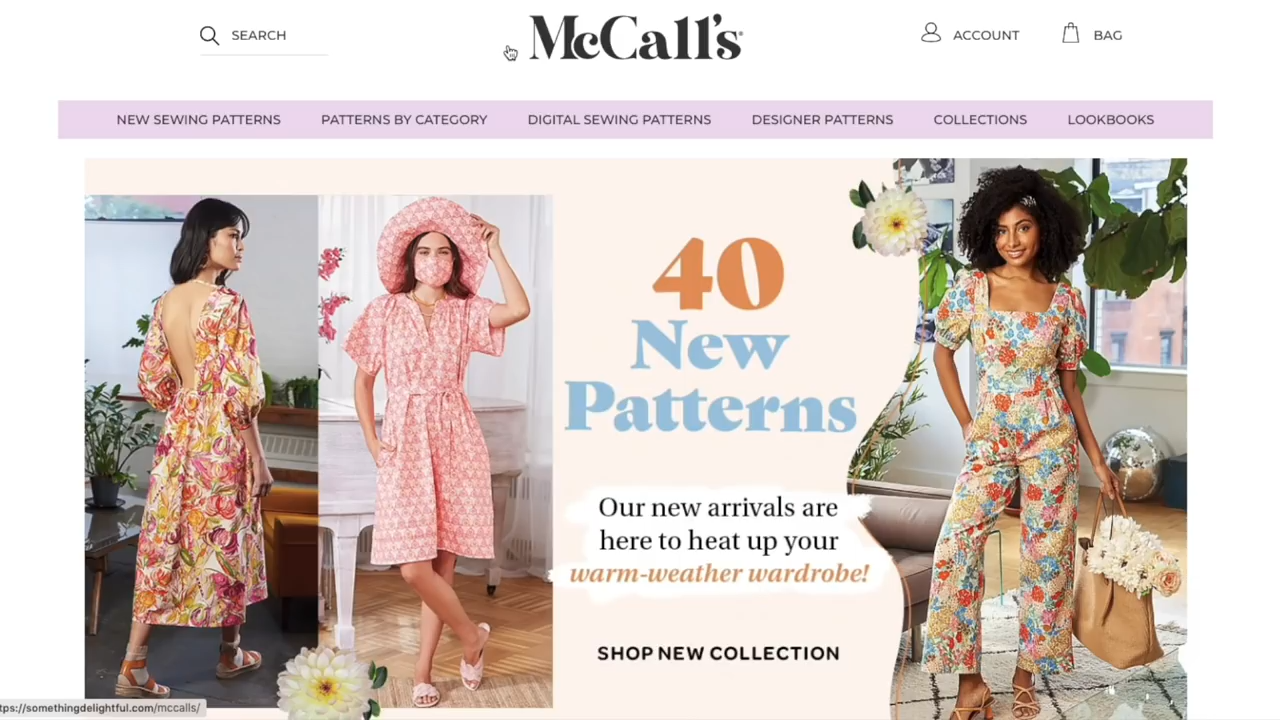 SEARCH
McCall's
ACCOUNT
BAG
NEW SEWING PATTERNS
PATTERNS BY CATEGORY
DIGITAL SEWING PATTERNS
DESIGNER PATTERNS
COLLECTIONS
LOOKBOOKS
40
New
Patterns
Our new arrivals are
here to heat up your
warm-weather wardrobe!
SHOP NEW COLLECTION
tps://somethingdelightful.com/mccalls/